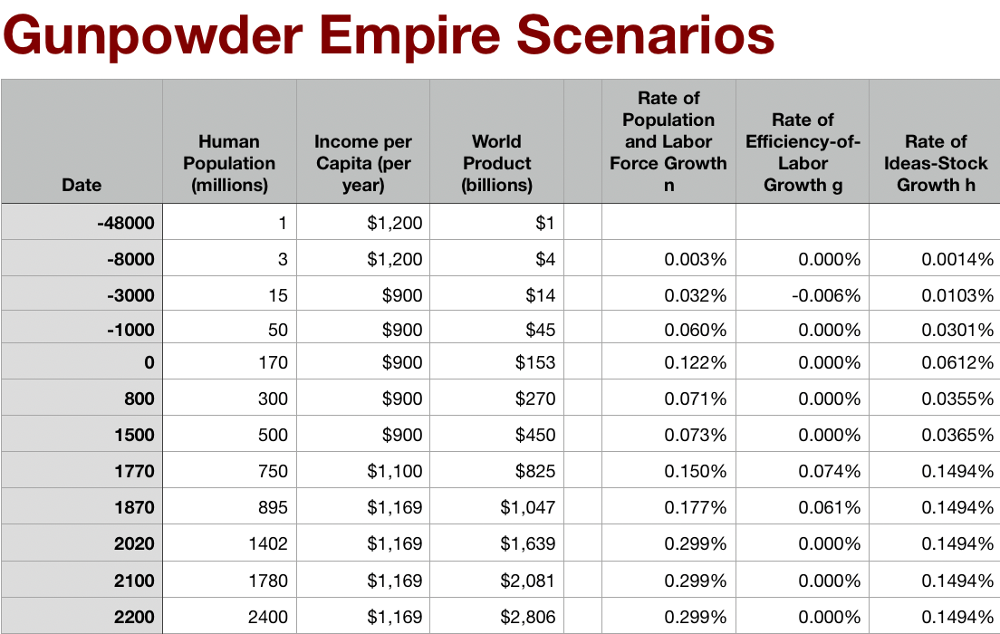 Gunpowder Empire Scenarios
Date Human Population (millions) Income per Capita (per year) World Product (billions) Rate of Population and Labor Force Growth n Rate of Efficiency-of-Labor Growth g Rate of Ideas-Stock Growth h
-48000 1 $1,200 $1
-8000 3 $1,200 $4 0.003% 0.000% 0.0014%
-3000 15 $900 $14 0.032% -0.006% 0.0103%
-1000 50 $900 $45 0.060% 0.000% 0.0301%
0 170 $900 $153 0.122% 0.000% 0.0612%
800 300 $900 $270 0.071% 0.000% 0.0355%
1500 500 $900 $450 0.073% 0.000% 0.0365%
1770 750 $1,100 $825 0.150% 0.074% 0.1494%
1870 895 $1,169 $1,047 0.177% 0.061% 0.1494%
2020 1402 $1,169 $1,639 0.299% 0.000% 0.1494%
2100 1780 $1,169 $2,081 0.299% 0.000% 0.1494%
2200 2400 $1,169 $2,806 0.299% 0.000% 0.1494%